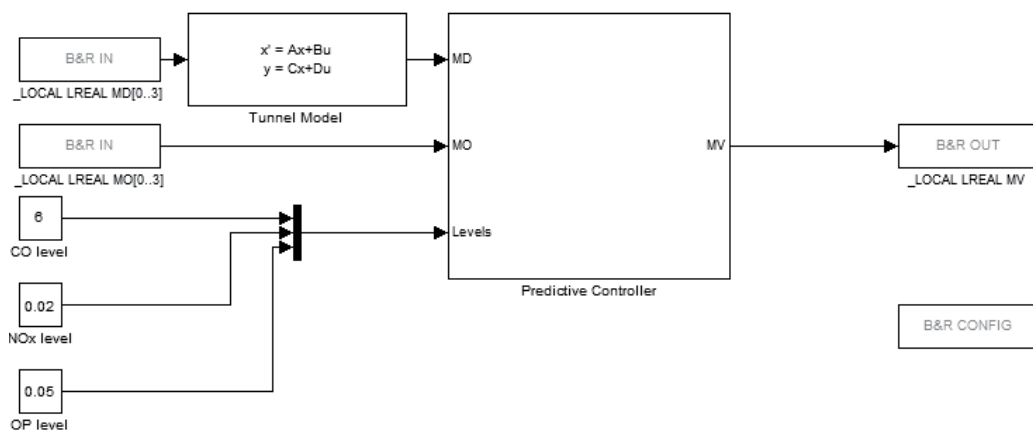 B&R IN
_LOCAL LREAL MD[0..3]
x' = Ax+Bu
y = Cx+Du
Tunnel Model
B&R IN
_LOCAL LREAL MO[0..3]
6
CO level
0.02
NOx level
0.05
OP level
MD
MO
Levels
MV
Predictive Controller
B&R OUT
_LOCAL LREAL MV
B&R CONFIG